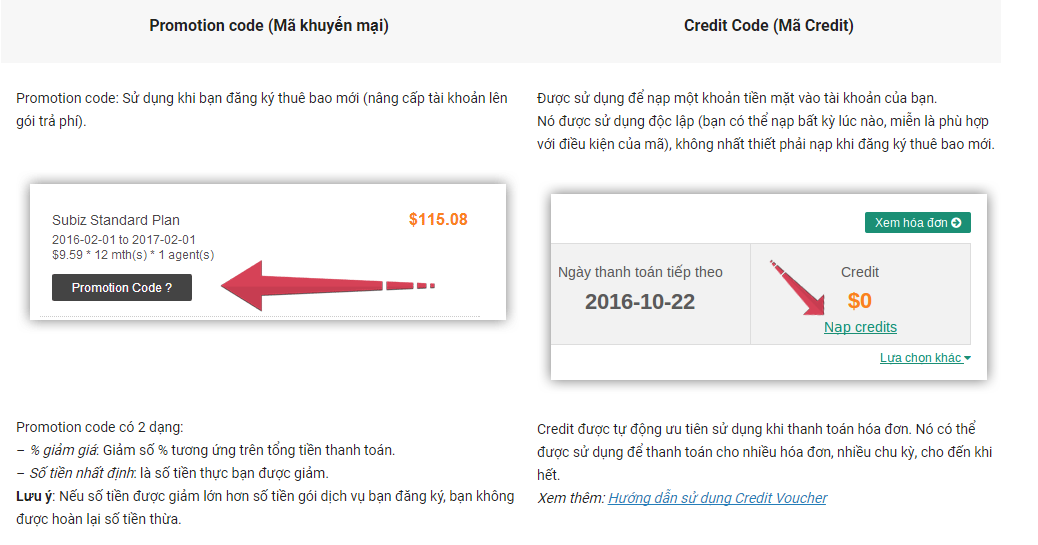 Promotion code (Mã khuyến mại)
Credit Code (Mã Credit)
Promotion code: Sử dụng khi bạn đăng ký thuê bao mới (nâng cấp tài khoản lên
gói trả phí).
Được sử dụng để nạp một khoản tiền mặt vào tài khoản của bạn.
Nó được sử dụng độc lập (bạn có thể nạp bất kỳ lúc nào, miễn là phù hợp
với điều kiện của mã), không nhất thiết phải nạp khi đăng ký thuê bao mới.
Subiz Standard Plan
$115.08
2016-02-01 to 2017-02-01
$9.59 * 12 mth(s) * 1 agent(s)
Promotion Code ?
Xem hóa đơn
Ngày thanh toán tiếp theo
2016-10-22
Credit
$0
Nạp credits
Lựa chọn khác
Promotion code có 2 dạng:
– % giảm giá: Giảm số % tương ứng trên tổng tiền thanh toán.
– Số tiền nhất định: là số tiền thực bạn được giảm.
Lưu ý: Nếu số tiền được giảm lớn hơn số tiền gói dịch vụ bạn đăng ký, bạn không
được hoàn lại số tiền thừa.
Credit được tự động ưu tiên sử dụng khi thanh toán hóa đơn. Nó có thể
được sử dụng để thanh toán cho nhiều hóa đơn, nhiều chu kỳ, cho đến khi
hết.
Xem thêm: Hướng dẫn sử dụng Credit Voucher